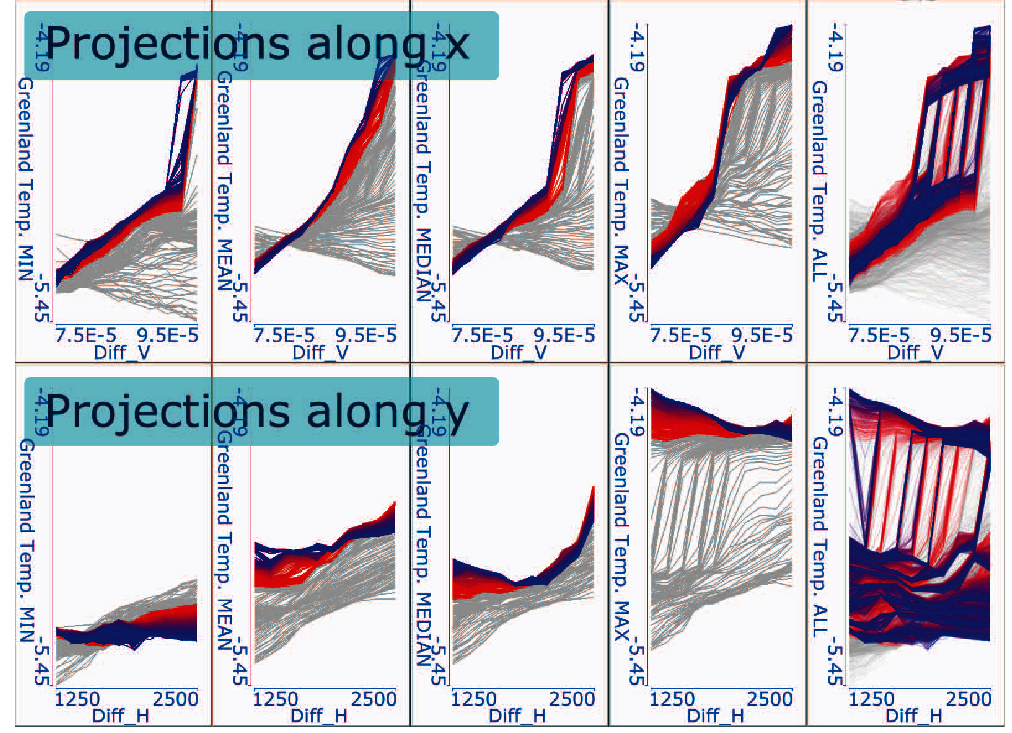 Projections along x
-4.19
Greenland Temp. MIN
-5.45
7.5E-5 9.5E-5
Diff_V
-4.19
Greenland Temp. MEAN
-5.45
7.5E-5 9.5E-5
Diff_V
-4.19
Greenland Temp. MEDIAN
-5.45
7.5E-5 9.5E-5
Diff_V
-4.19
Greenland Temp. MAX
-5.45
7.5E-5 9.5E-5
Diff_V
-4.19
Greenland Temp. ALL
-5.45
7.5E-5 9.5E-5
Diff_V
Projections along y
-4.19
Greenland Temp. MIN
-5.45
1250 2500
Diff_H
-4.19
Greenland Temp. MEAN
-5.45
1250 2500
Diff_H
-4.19
Greenland Temp. MEDIAN
-5.45
1250 2500
Diff_H
-4.19
Greenland Temp. MAX
-5.45
1250 2500
Diff_H
-4.19
Greenland Temp. ALL
-5.45
1250 2500
Diff_H